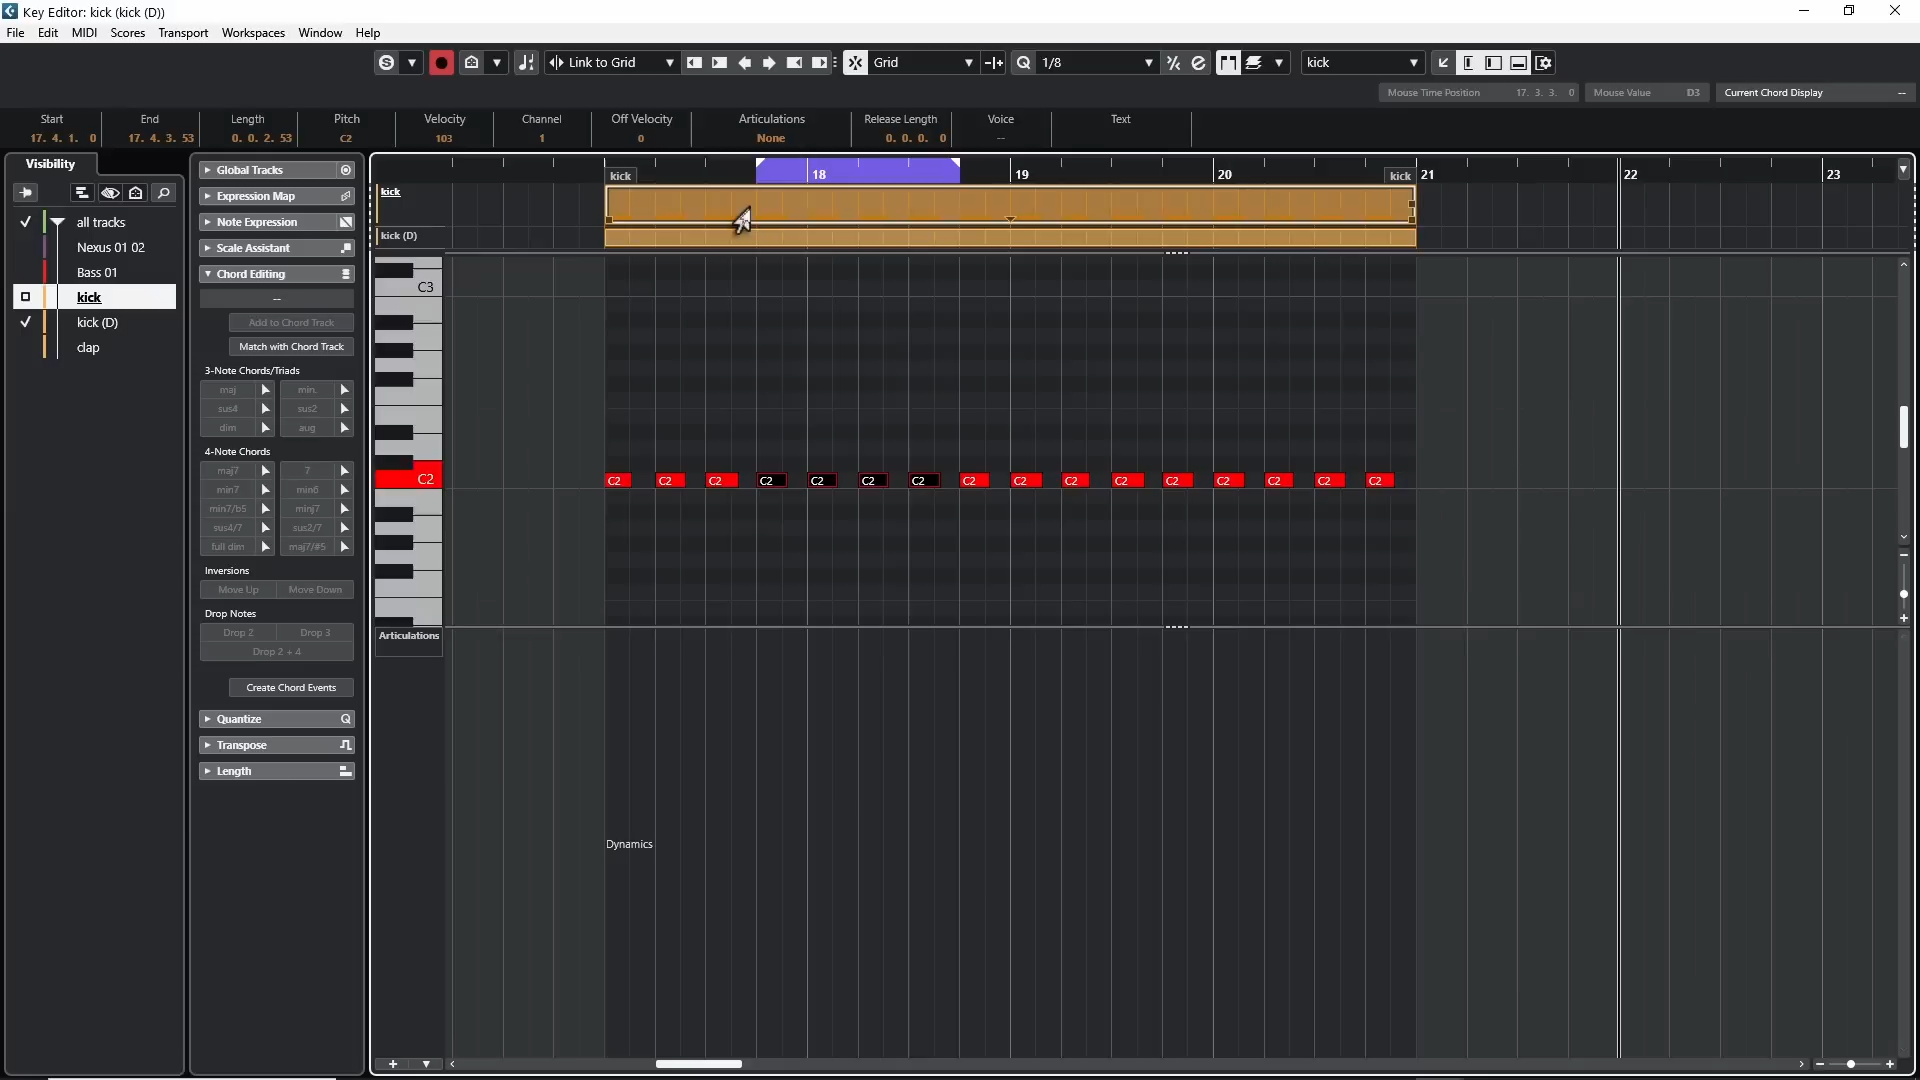 Key Editor: kick (kick (D))
File Edit MIDI Scores Transport Workspaces Window Help
S Link to Grid Grid Q 1/8 kick
Mouse Time Position 17. 3. 3. 0 Mouse Value D3 Current Chord Display --
Start End Length Pitch Velocity Channel Off Velocity Articulations Release Length Voice Text
17. 4. 1. 0 17. 4. 3. 53 0. 0. 2. 53 C2 103 1 0 None 0. 0. 0. 0 --
Visibility
all tracks
Nexus 01 02
Bass 01
kick
kick (D)
clap
Global Tracks
Expression Map
Note Expression
Scale Assistant
Chord Editing
--
Add to Chord Track
Match with Chord Track
3-Note Chords/Triads
maj min.
sus4 sus2
dim aug
4-Note Chords
maj7 7
min7 min6
min7/b5 minj7
sus4/7 sus2/7
full dim maj7/#5
Inversions
Move Up Move Down
Drop Notes
Drop 2 Drop 3
Drop 2 + 4
Create Chord Events
Quantize Q
Transpose
Length
kick 18 19 20 kick 21 22 23
kick
kick (D)
C3
C2 C2 C2 C2 C2 C2 C2 C2 C2 C2 C2 C2 C2 C2 C2 C2 C2
Articulations
Dynamics